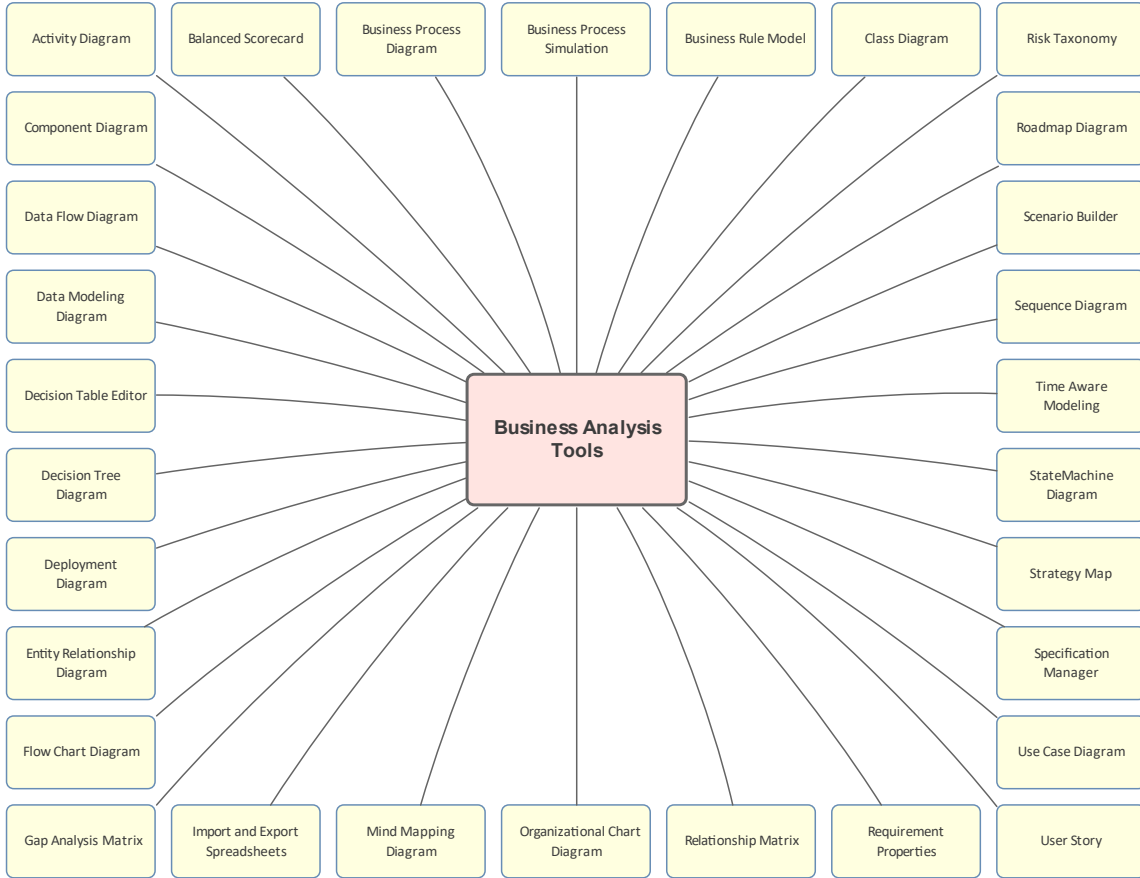 Activity Diagram
Balanced Scorecard
Business Process
Diagram
Business Process
Simulation
Business Rule Model
Class Diagram
Risk Taxonomy
Component Diagram
Roadmap Diagram
Data Flow Diagram
Scenario Builder
Data Modeling
Diagram
Sequence Diagram
Decision Table Editor
Time Aware
Modeling
Business Analysis
Tools
Decision Tree
Diagram
StateMachine
Diagram
Deployment
Diagram
Strategy Map
Entity Relationship
Diagram
Specification
Manager
Flow Chart Diagram
Use Case Diagram
Gap Analysis Matrix
Import and Export
Spreadsheets
Mind Mapping
Diagram
Organizational Chart
Diagram
Relationship Matrix
Requirement
Properties
User Story